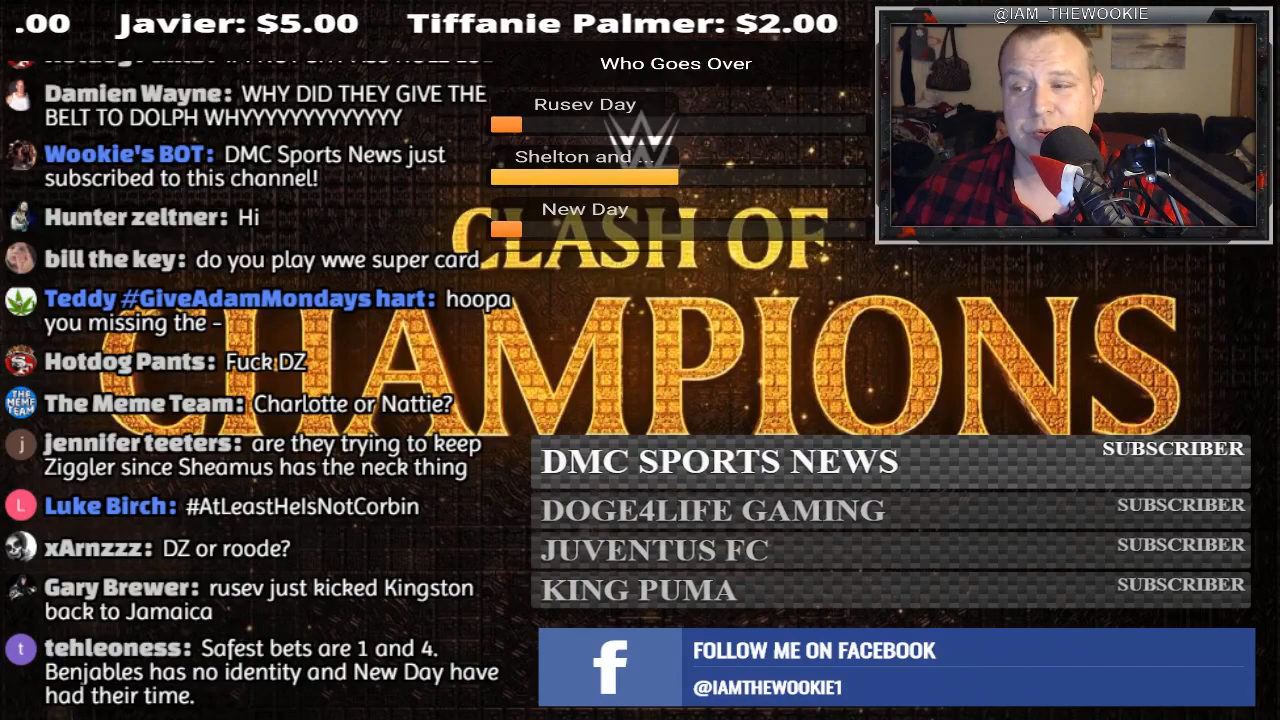 .00 Javier: $5.00 Tiffanie Palmer: $2.00
@IAM_THEWOOKIE
Who Goes Over
Rusev Day
Shelton and ...
New Day
Damien Wayne: WHY DID THEY GIVE THE
BELT TO DOLPH WHYYYYYYYYYYYY
Wookie's BOT: DMC Sports News just
subscribed to this channel!
Hunter zeltner: Hi
bill the key: do you play wwe super card
Teddy #GiveAdamMondays hart: hoopa
you missing the -
Hotdog Pants: Fuck DZ
The Meme Team: Charlotte or Nattie?
jennifer teeters: are they trying to keep
Ziggler since Sheamus has the neck thing
Luke Birch: #AtLeastHeIsNotCorbin
xArnzzz: DZ or roode?
Gary Brewer: rusev just kicked Kingston
back to Jamaica
tehleoness: Safest bets are 1 and 4.
Benjables has no identity and New Day have
had their time.
THE
MEME
TEAM
W
CLASH OF
CHAMPIONS
DMC SPORTS NEWS SUBSCRIBER
DOGE4LIFE GAMING SUBSCRIBER
JUVENTUS FC SUBSCRIBER
KING PUMA SUBSCRIBER
f
FOLLOW ME ON FACEBOOK
@IAMTHEWOOKIE1